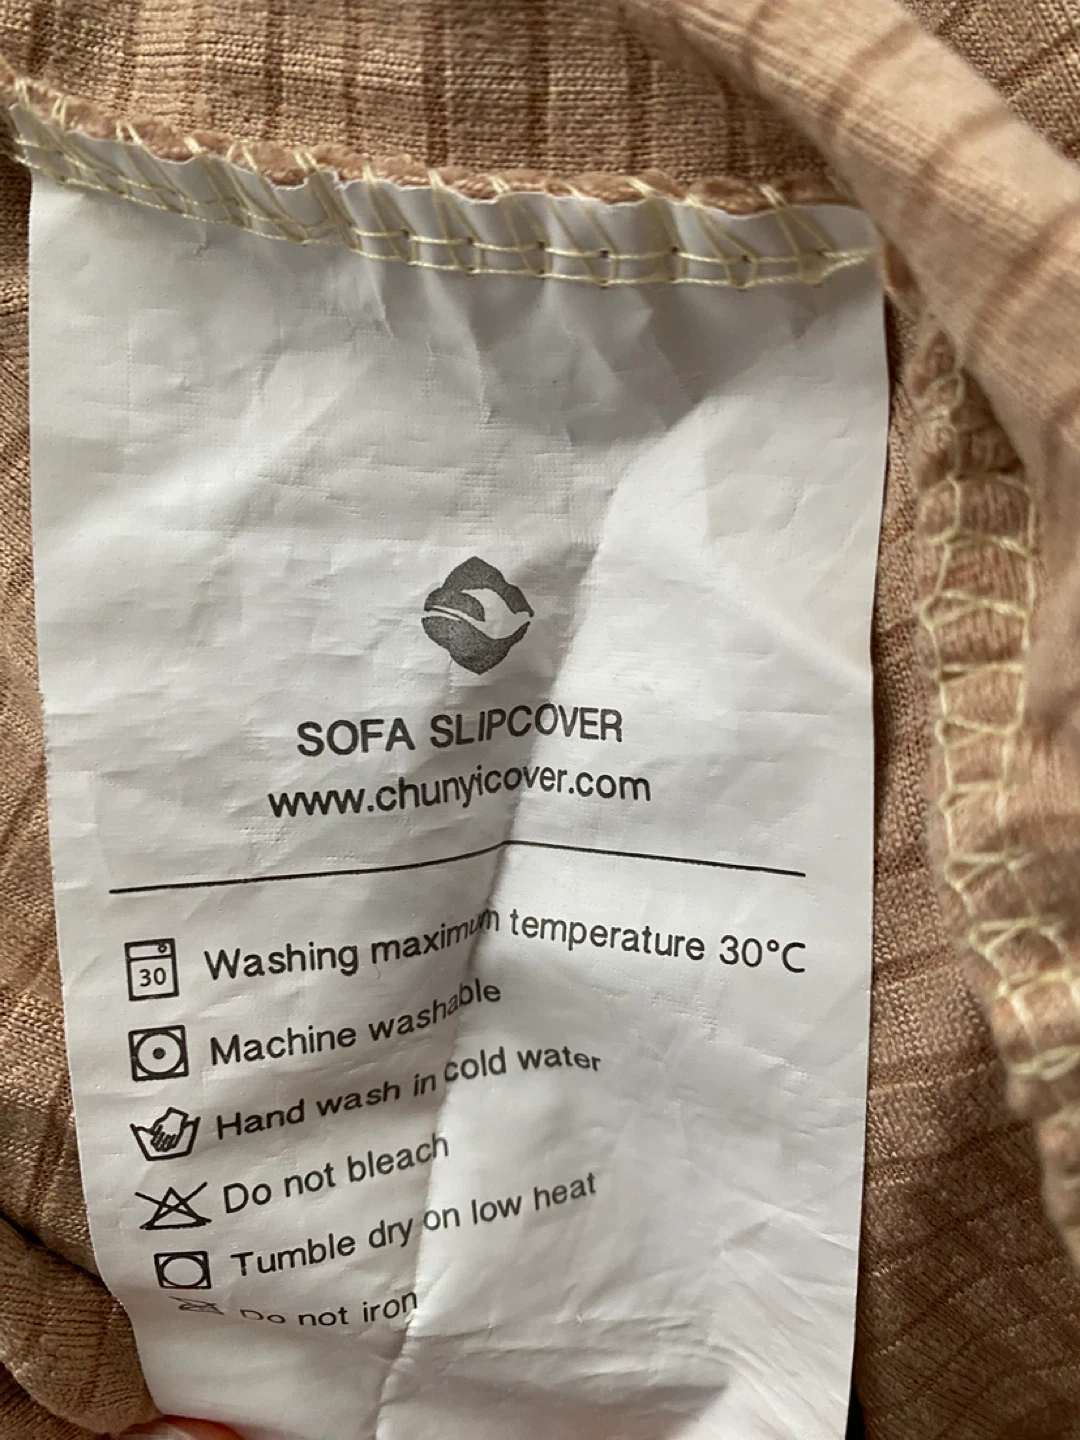 SOFA SLIPCOVER
www.chunyicover.com
30 Washing maximum temperature 30°C
Machine washable
Hand wash in cold water
Do not bleach
Tumble dry on low heat
Do not iron